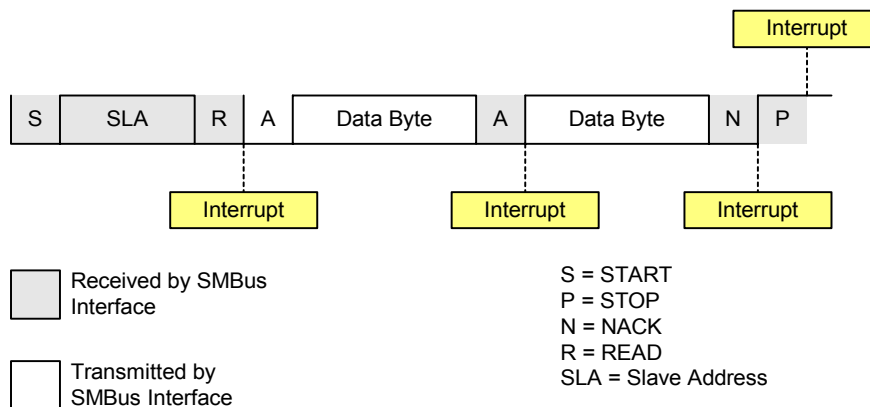 Interrupt
S SLA R A Data Byte A Data Byte N P
Interrupt Interrupt Interrupt
Received by SMBus
Interface
Transmitted by
SMBus Interface
S = START
P = STOP
N = NACK
R = READ
SLA = Slave Address